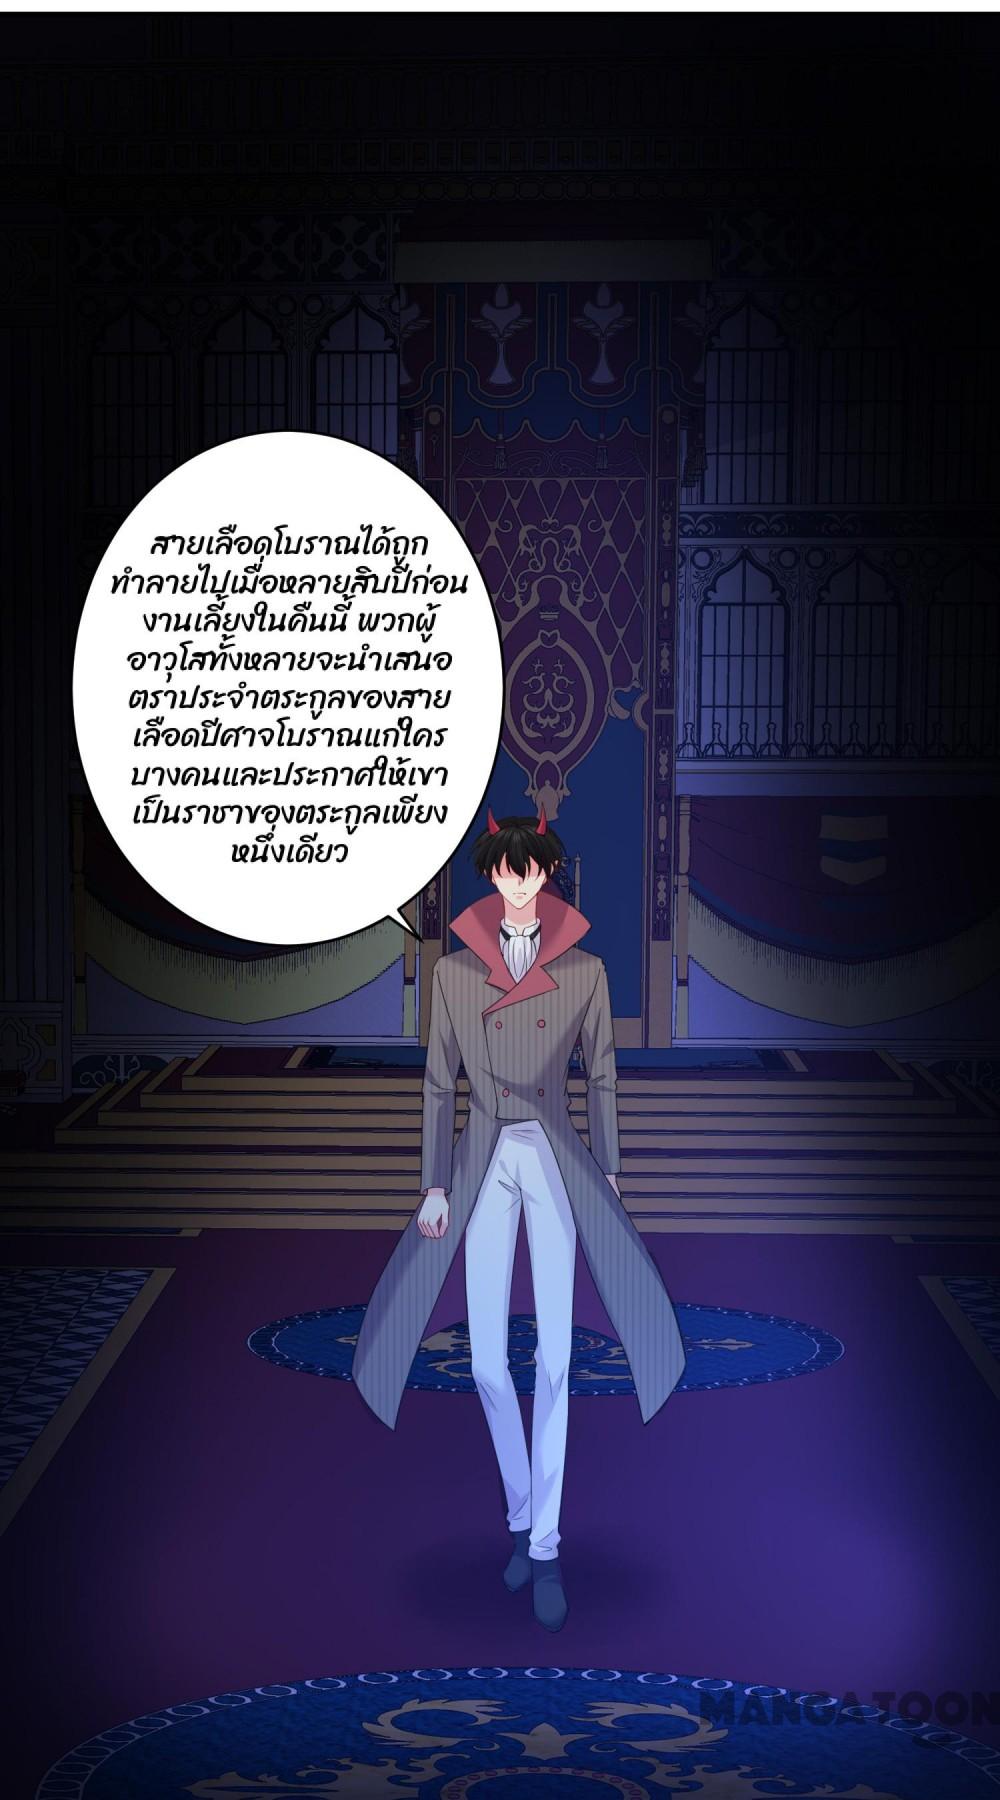 สายเลือดโบราณได้ถูก
ทำลายไปเมื่อหลายสิบปีก่อน
งานเลี้ยงในคืนนี้ พวกผู้
อาวุโสทั้งหลายจะนำเสนอ
ตราประจำตระกูลของสาย
เลือดปีศาจโบราณแก่ใคร
บางคนและประกาศให้เขา
เป็นราชาของตระกูลเพียง
หนึ่งเดียว
MANGATOON